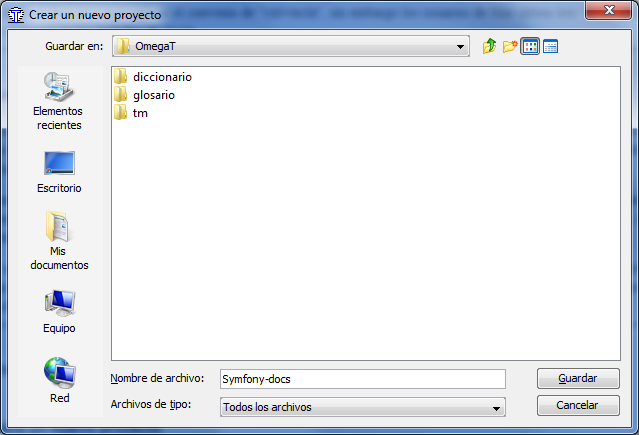 Crear un nuevo proyecto
Guardar en:
OmegaT
Elementos
recientes
Escritorio
Mis
documentos
Equipo
Red
diccionario
glosario
tm
Nombre de archivo:
Symfony-docs
Guardar
Archivos de tipo:
Todos los archivos
Cancelar